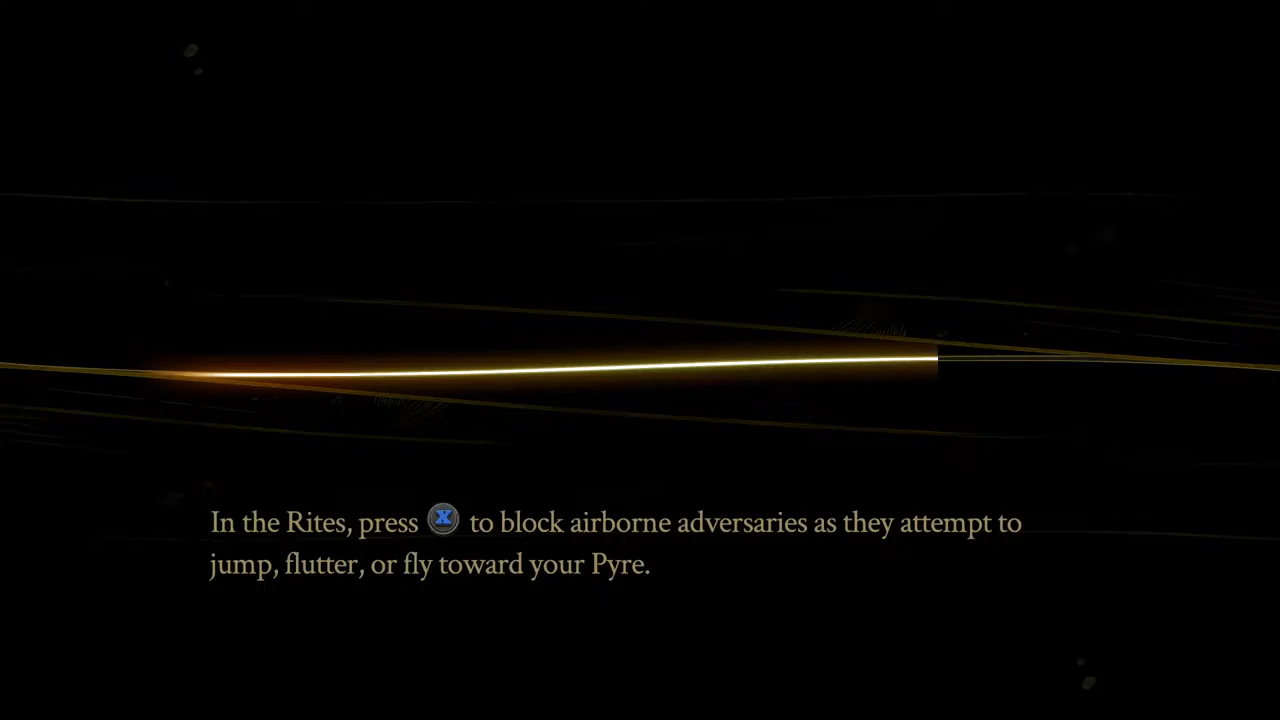 In the Rites, press X to block airborne adversaries as they attempt to
jump, flutter, or fly toward your Pyre.